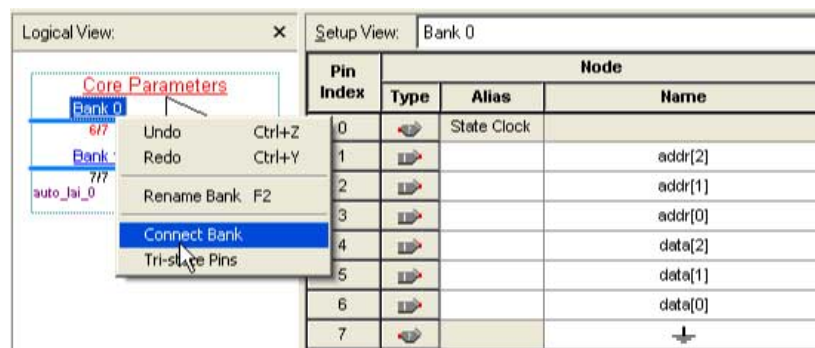 Logical View: ×
Setup View: Bank 0
Core Parameters
Bank 0
6/7
Bank
7/7
auto_lai_0
Undo Ctrl+Z
Redo Ctrl+Y
Rename Bank F2
Connect Bank
Tri-state Pins
Pin Index Node
Type Alias Name
0 State Clock
1 addr[2]
2 addr[1]
3 addr[0]
4 data[2]
5 data[1]
6 data[0]
7